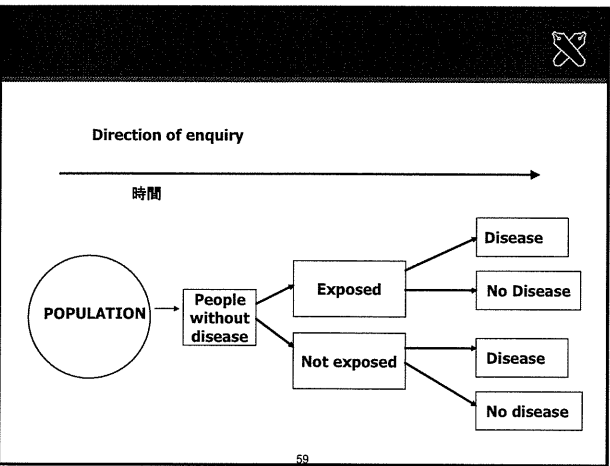 Direction of enquiry
時間
POPULATION
People
without
disease
Exposed
Not exposed
Disease
No Disease
Disease
No disease
59